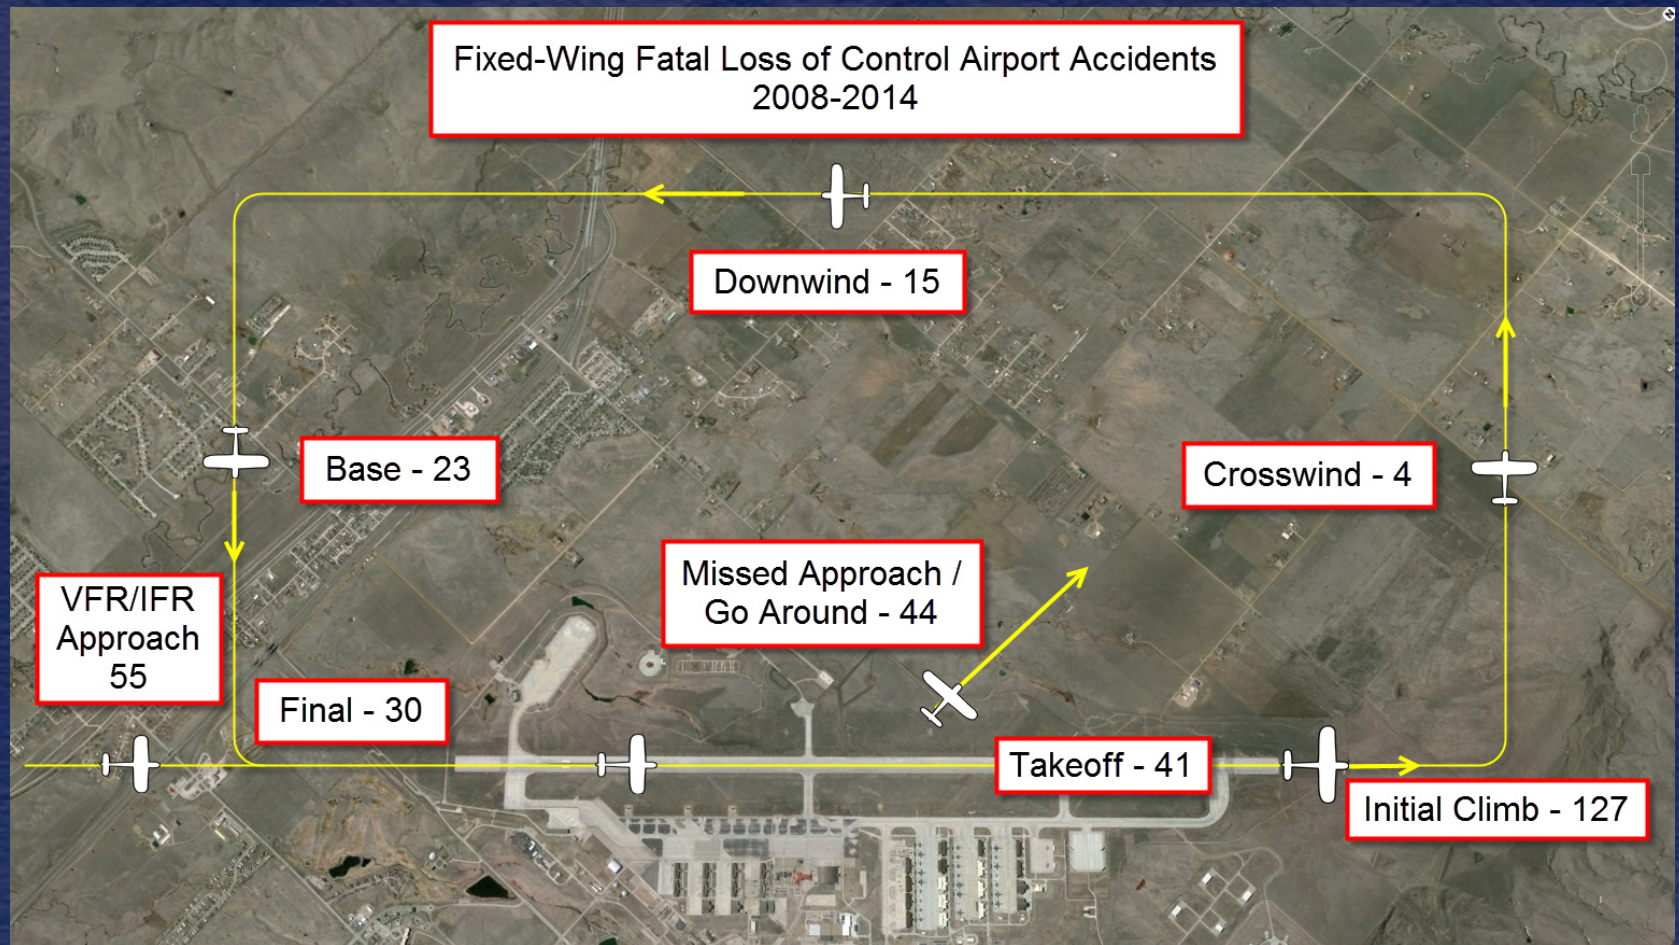 Fixed-Wing Fatal Loss of Control Airport Accidents
2008-2014
Downwind - 15
Base - 23
Crosswind - 4
Missed Approach /
Go Around - 44
VFR/IFR
Approach
55
Final - 30
Takeoff - 41
Initial Climb - 127